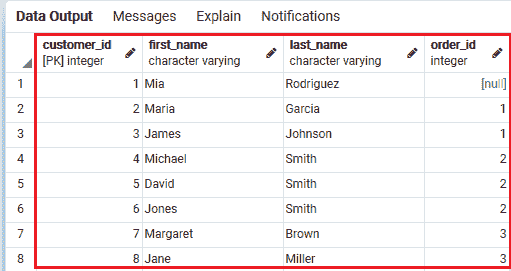 Data Output Messages Explain Notifications
customer_id first_name last_name order_id
[PK] integer character varying character varying integer
1 1 Mia Rodriguez [null]
2 2 Maria Garcia 1
3 3 James Johnson 1
4 4 Michael Smith 2
5 5 David Smith 2
6 6 Jones Smith 2
7 7 Margaret Brown 3
8 8 Jane Miller 3